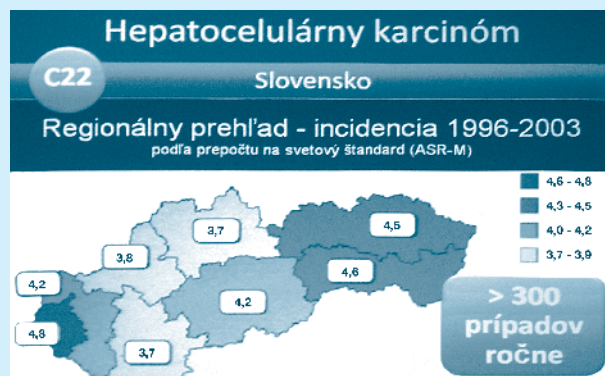 Hepatocelulárny karcinóm
C22
Slovensko
Regionálny prehľad - incidencia 1996-2003
podľa prepočtu na svetový štandard (ASR-M)
4,6 - 4,8
4,3 - 4,5
4,0 - 4,2
3,7 - 3,9
3,7
4,5
3,8
4,6
4,2
4,2
4,8
3,7
> 300
prípadov
ročne